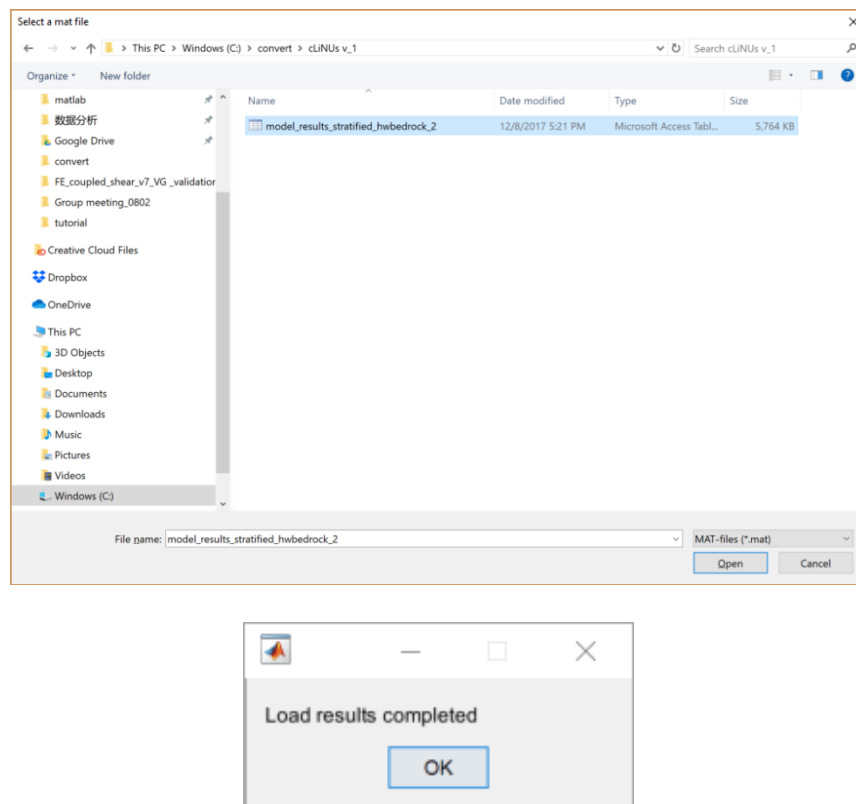 Select a mat file
This PC > Windows (C:) > convert > cLiNUs v_1
Search cLiNUs v_1
Organize
New folder
Name
Date modified
Type
Size
model_results_stratified_hwbedrock_2
12/8/2017 5:21 PM
Microsoft Access Tabl...
5,764 KB
matlab
数据分析
Google Drive
convert
FE_coupled_shear_v7_VG _validation
Group meeting_0802
tutorial
Creative Cloud Files
Dropbox
OneDrive
This PC
3D Objects
Desktop
Documents
Downloads
Music
Pictures
Videos
Windows (C:)
File name: model_results_stratified_hwbedrock_2
MAT-files (*.mat)
Open
Cancel
Load results completed
OK